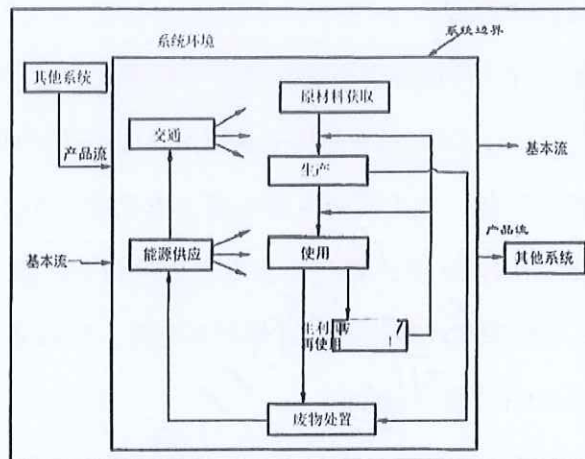 系统环境
系统边界
其他系统
原材料获取
交通
产品流
基本流
生产
产品流
能源供应
使用
其他系统
基本流
再使用
废物处置